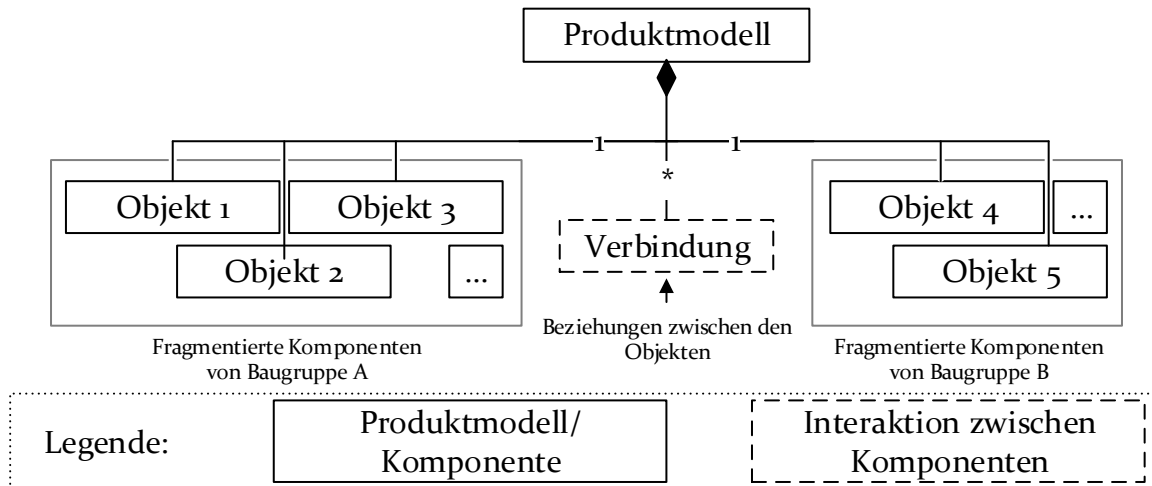 Produktmodell
1 1
*
Objekt 1 Objekt 3
Objekt 2 ...
Verbindung
Objekt 4 ...
Objekt 5
Beziehungen zwischen den
Objekten
Fragmentierte Komponenten
von Baugruppe A
Fragmentierte Komponenten
von Baugruppe B
Legende:
Produktmodell/
Komponente
Interaktion zwischen
Komponenten